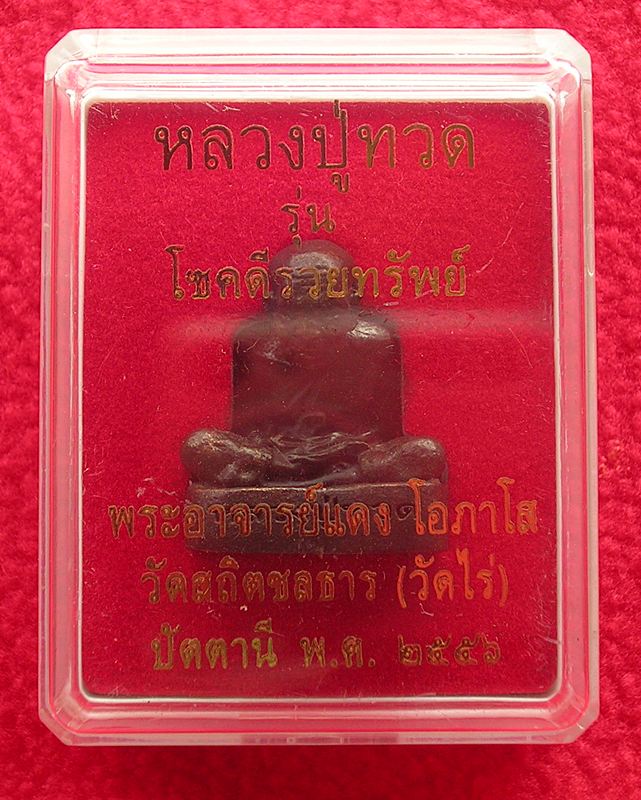 หลวงปู่ทวด
รุ่น
โชคดีรวยทรัพย์
พระอาจารย์แดง โอภาโส
วัดสถิตชลธาร (วัดไร่)
ปัตตานี พ.ศ. ๒๕๕๖